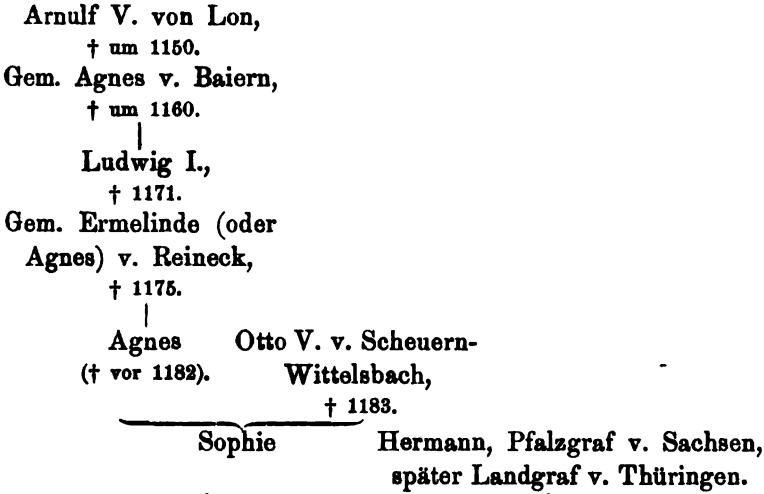 Arnulf V. von Lon,
† um 1150.
Gem. Agnes v. Baiern,
† um 1160.
Ludwig I.,
† 1171.
Gem. Ermelinde (oder
Agnes) v. Reineck,
† 1175.
Agnes Otto V. v. Scheuern-
(† vor 1182). Wittelsbach,
† 1183.
Sophie Hermann, Pfalzgraf v. Sachsen,
später Landgraf v. Thüringen.